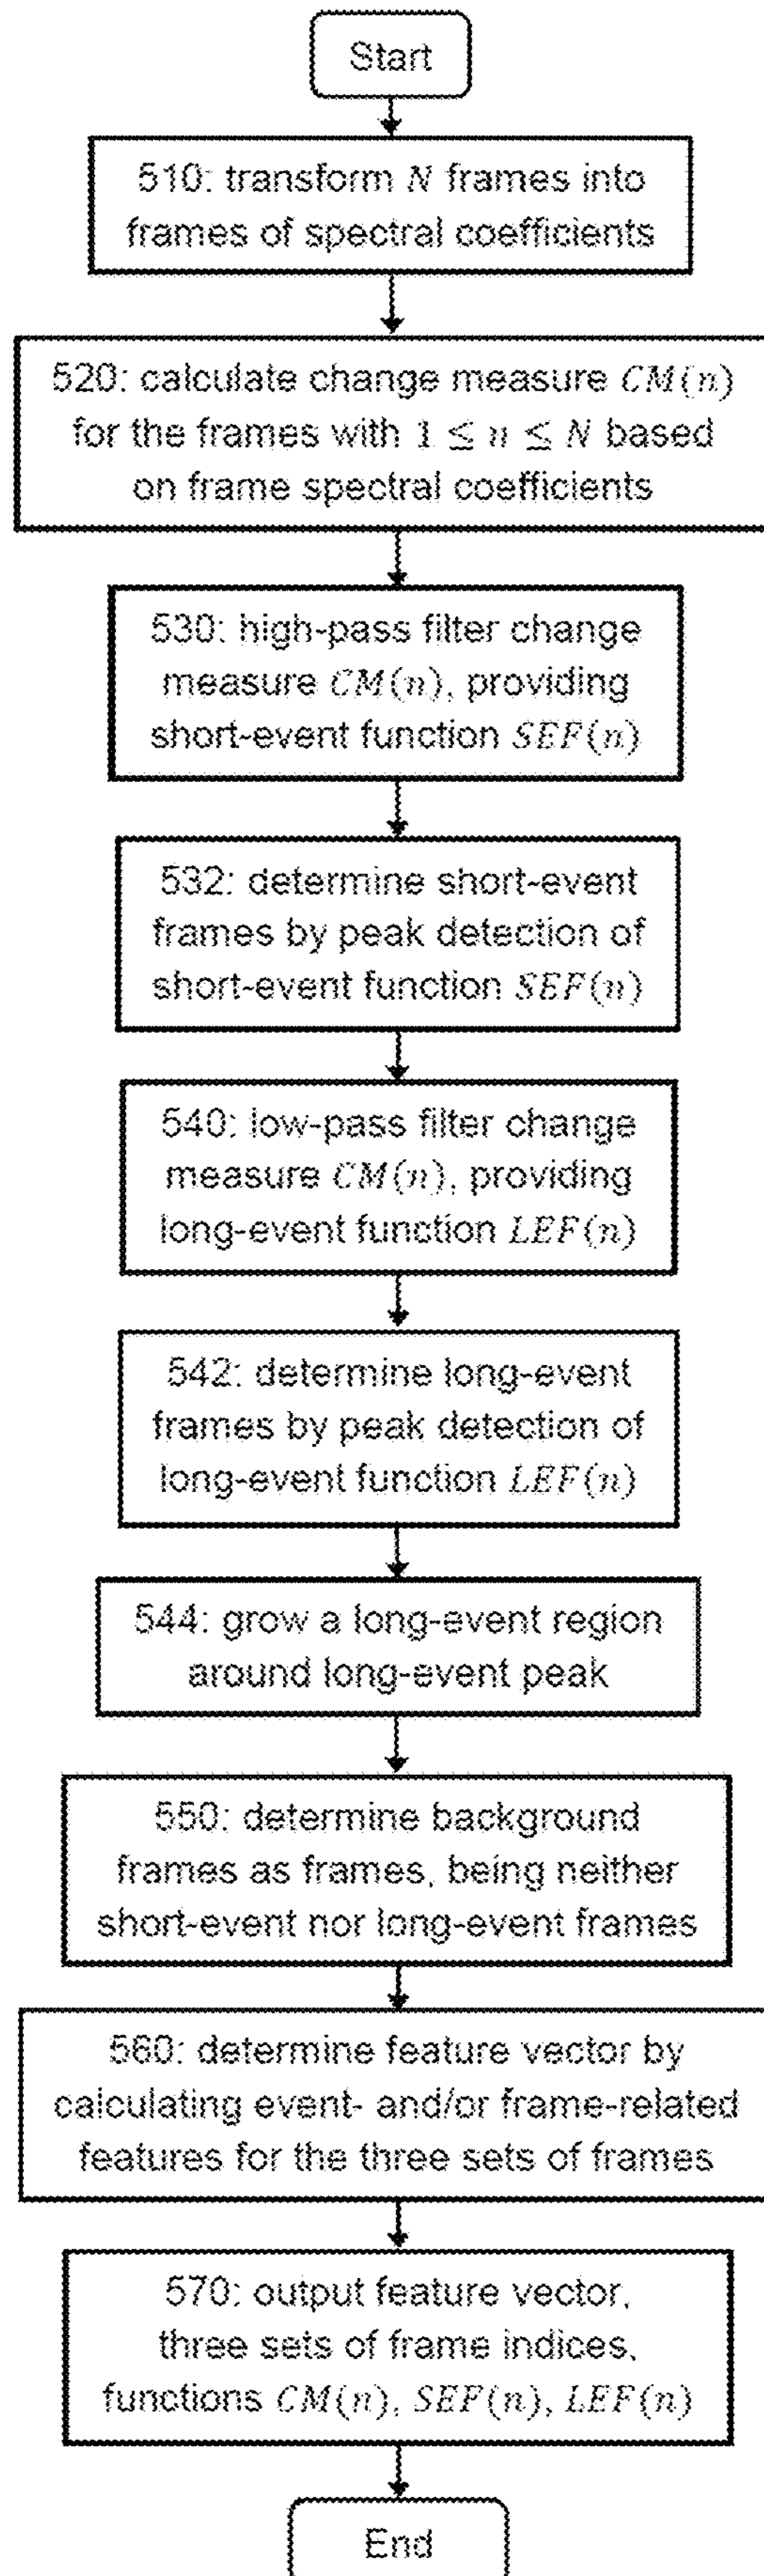 Start
510: transform N frames into
frames of spectral coefficients
520: calculate change measure CM(n)
for the frames with 1 ≤ n ≤ N based
on frame spectral coefficients
530: high-pass filter change
measure CM(n), providing
short-event function SEF(n)
532: determine short-event
frames by peak detection of
short-event function SEF(n)
540: low-pass filter change
measure CM(n), providing
long-event function LEF(n)
542: determine long-event
frames by peak detection of
long-event function LEF(n)
544: grow a long-event region
around long-event peak
550: determine background
frames as frames, being neither
short-event nor long-event frames
560: determine feature vector by
calculating event- and/or frame-related
features for the three sets of frames
570: output feature vector,
three sets of frame indices,
functions CM(n), SEF(n), LEF(n)
End